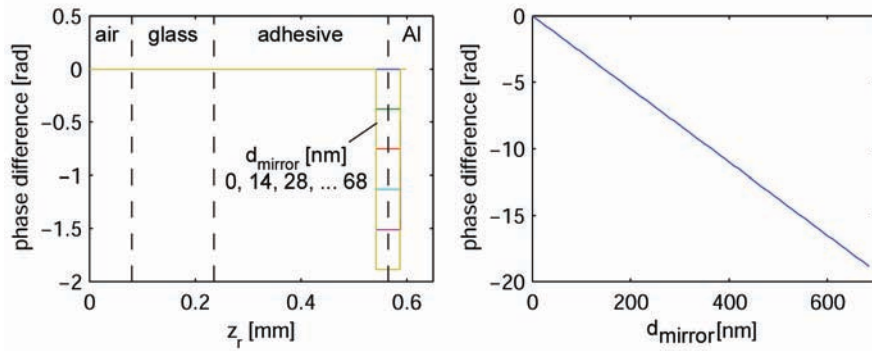 air glass adhesive Al
0.5
0
−0.5
−1
−1.5
−2
phase difference [rad]
d_mirror [nm]
0, 14, 28, ... 68
0 0.2 0.4 0.6
z_r [mm]
0
−5
−10
−15
−20
phase difference [rad]
0 200 400 600
d_mirror [nm]